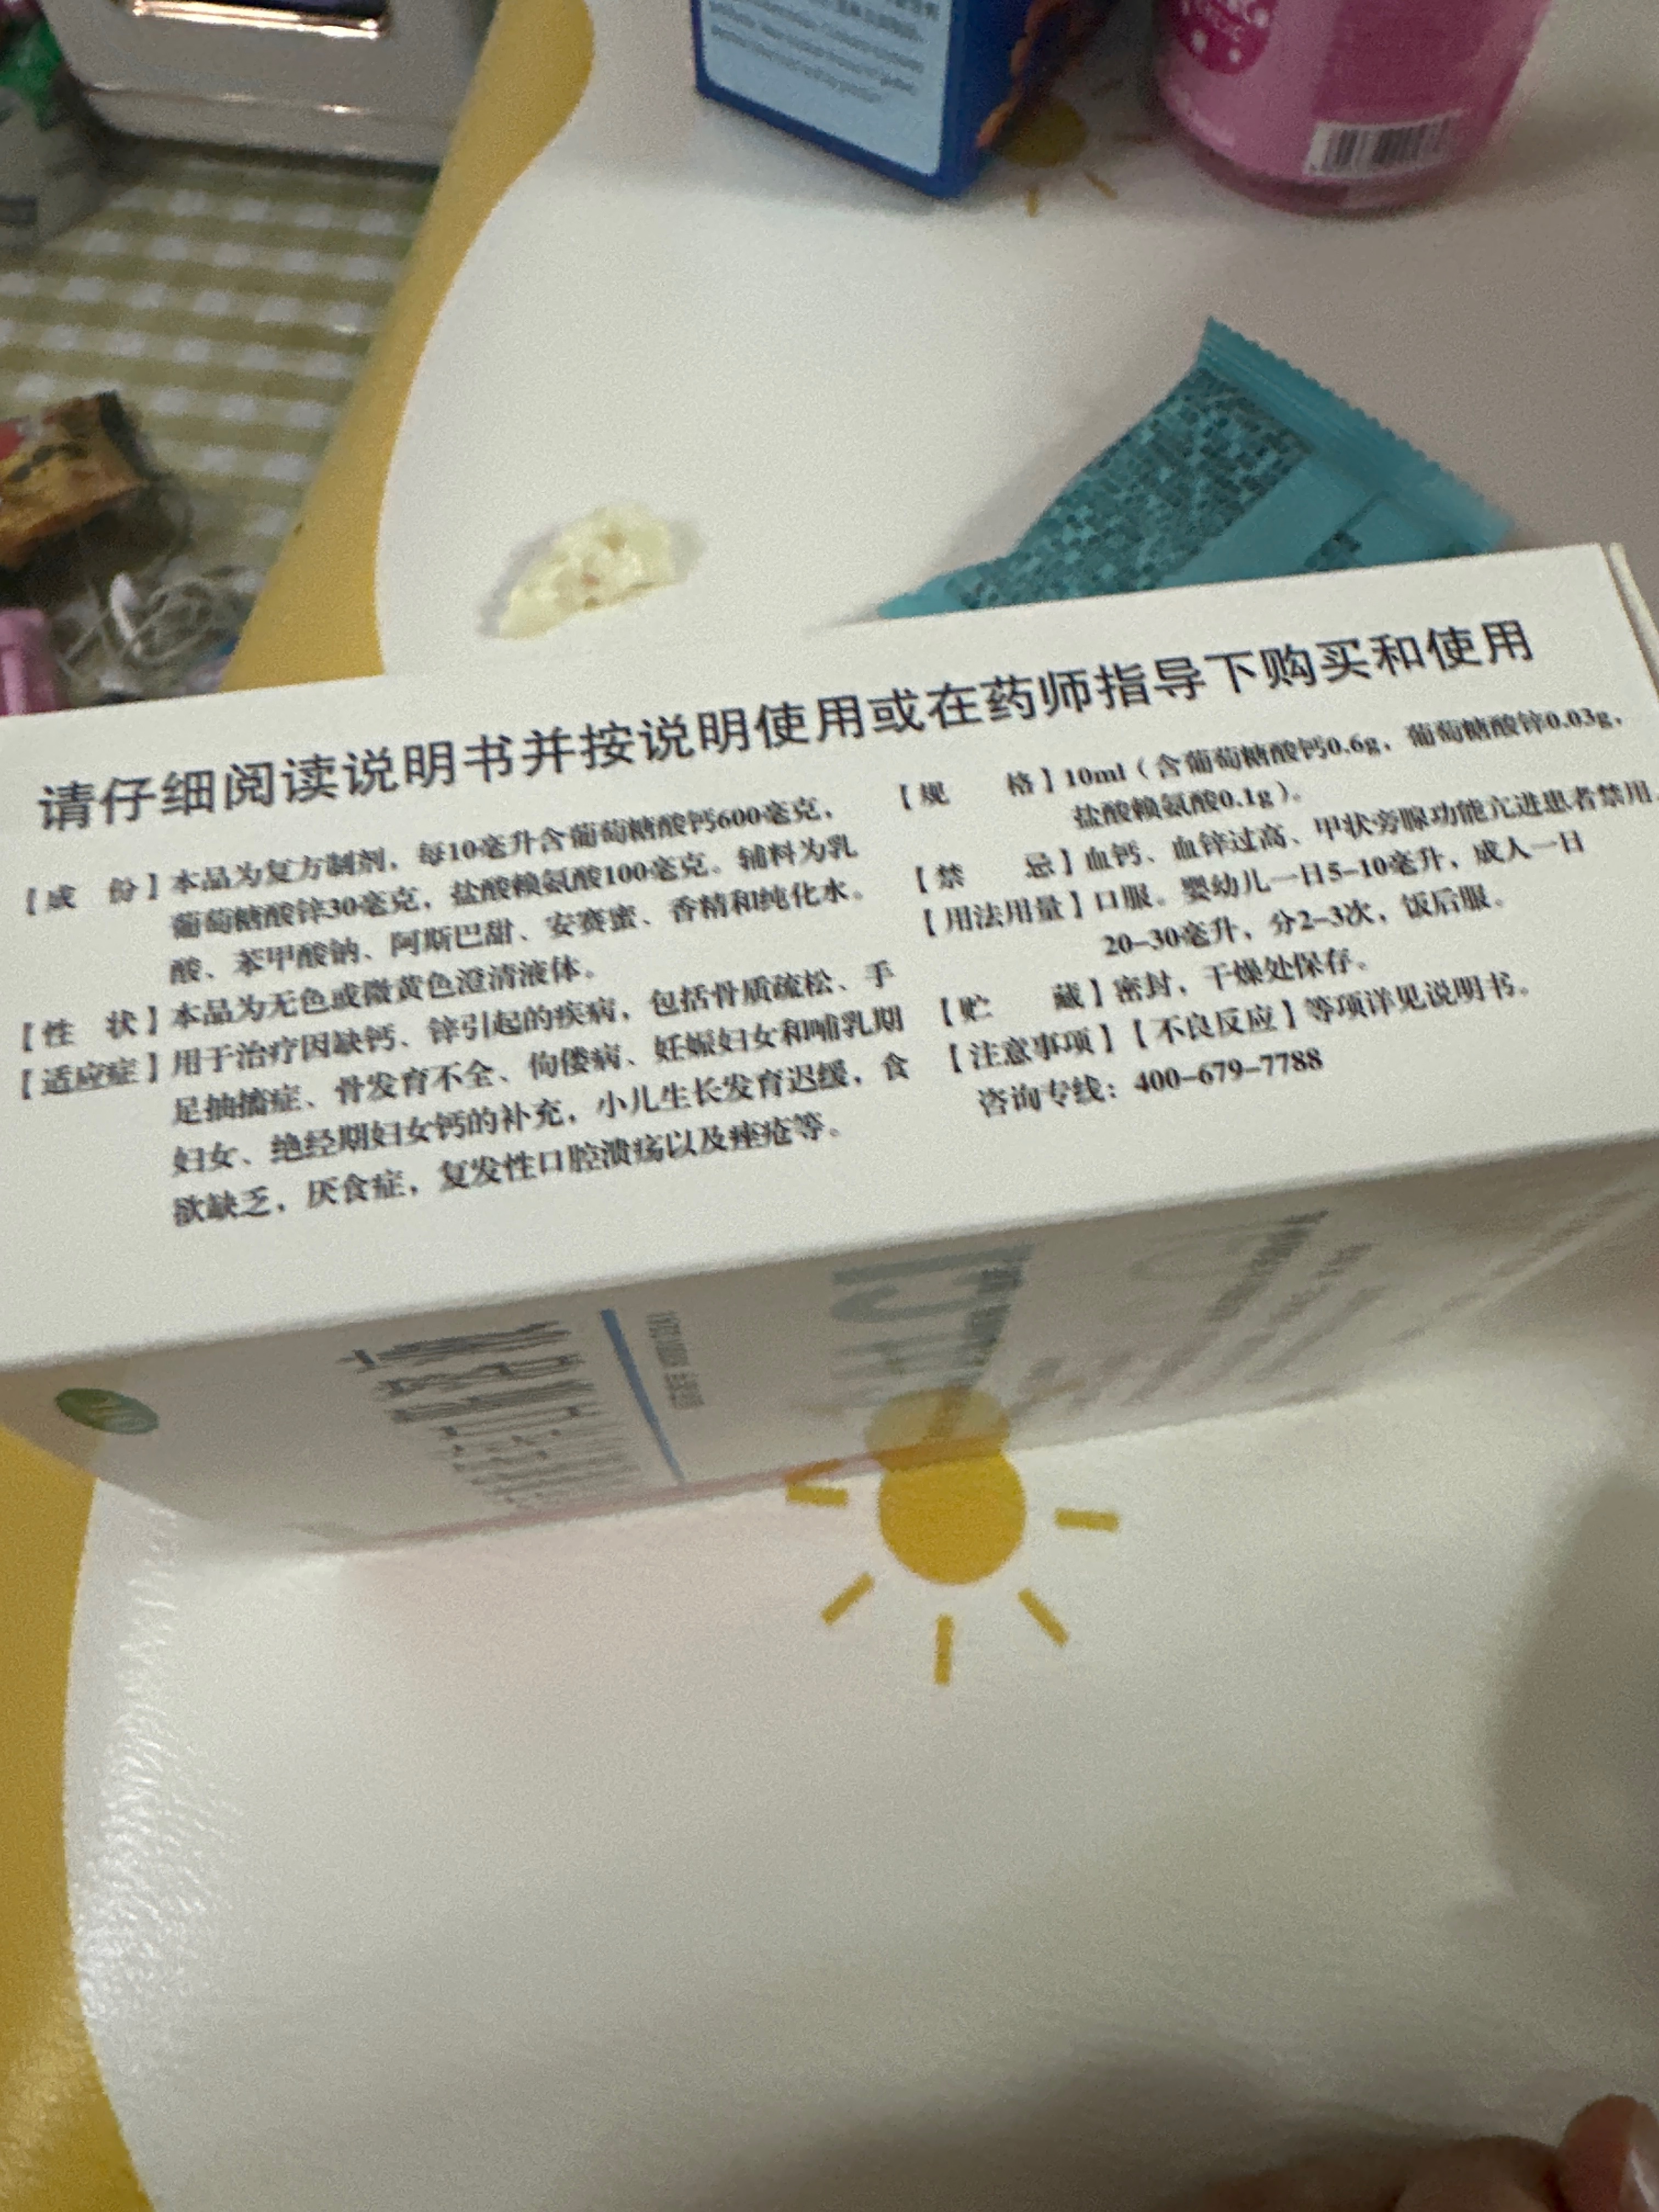 请仔细阅读说明书并按说明使用或在药师指导下购买和使用
【成 份】本品为复方制剂，每10毫升含葡萄糖酸钙600毫克，
葡萄糖酸锌30毫克，盐酸赖氨酸100毫克。辅料为乳
酸、苯甲酸钠、阿斯巴甜、安赛蜜、香精和纯化水。
【性 状】本品为无色或微黄色澄清液体。
【适应症】用于治疗因缺钙、锌引起的疾病，包括骨质疏松、手
足抽搐症、骨发育不全、佝偻病、妊娠妇女和哺乳期
妇女、绝经期妇女钙的补充，小儿生长发育迟缓，食
欲缺乏，厌食症，复发性口腔溃疡以及痤疮等。
【规 格】10ml（含葡萄糖酸钙0.6g，葡萄糖酸锌0.03g，
盐酸赖氨酸0.1g）。
【禁 忌】血钙、血锌过高、甲状旁腺功能亢进患者禁用。
【用法用量】口服。婴幼儿一日5-10毫升，成人一日
20-30毫升，分2-3次，饭后服。
【贮 藏】密封，干燥处保存。
【注意事项】【不良反应】等项详见说明书。
咨询专线：400-679-7788